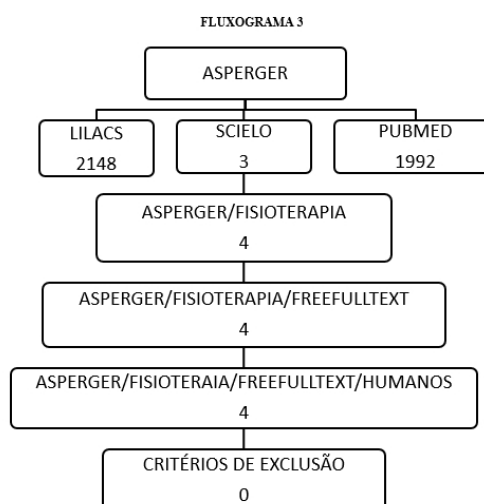 FLUXOGRAMA 3
ASPERGER
LILACS
2148
SCIELO
3
PUBMED
1992
ASPERGER/FISIOTERAPIA
4
ASPERGER/FISIOTERAPIA/FREEFULLTEXT
4
ASPERGER/FISIOTERAIA/FREEFULLTEXT/HUMANOS
4
CRITÉRIOS DE EXCLUSÃO
0